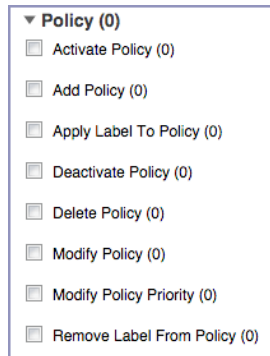 Policy (0)
Activate Policy (0)
Add Policy (0)
Apply Label To Policy (0)
Deactivate Policy (0)
Delete Policy (0)
Modify Policy (0)
Modify Policy Priority (0)
Remove Label From Policy (0)